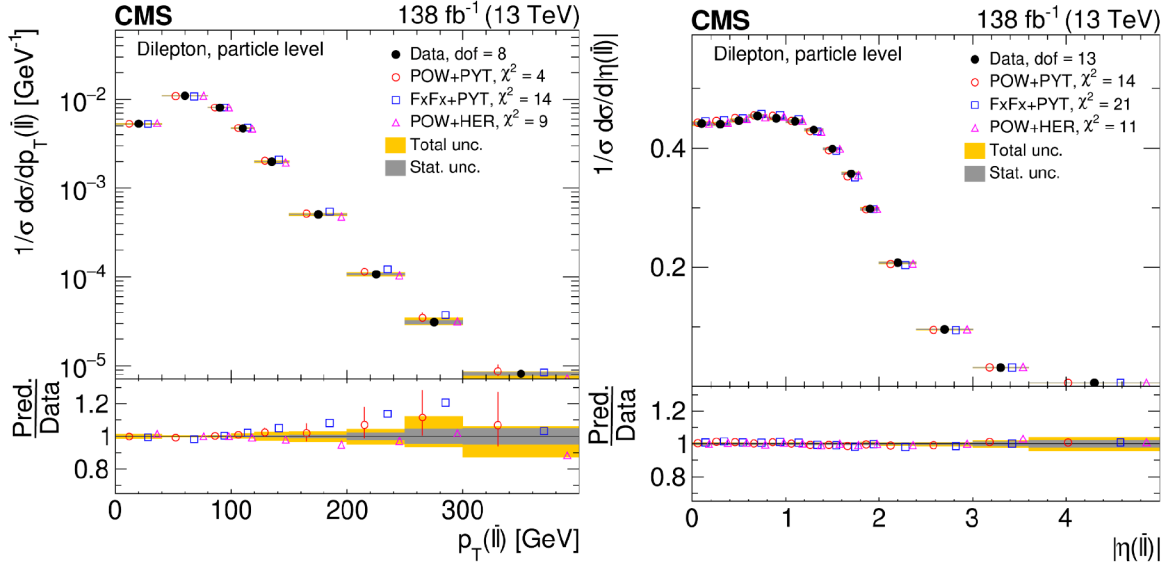 CMS 138 fb⁻¹ (13 TeV)
Dilepton, particle level
Data, dof = 8
POW+PYT, χ² = 4
FxFx+PYT, χ² = 14
POW+HER, χ² = 9
Total unc.
Stat. unc.
1/σ dσ/dp_T(l̄l) [GeV⁻¹]
10⁻²
10⁻³
10⁻⁴
10⁻⁵
Pred.
Data
1.2
1
0.8
0 100 200 300 400
p_T(l̄l) [GeV]
CMS 138 fb⁻¹ (13 TeV)
Dilepton, particle level
Data, dof = 13
POW+PYT, χ² = 14
FxFx+PYT, χ² = 21
POW+HER, χ² = 11
Total unc.
Stat. unc.
1/σ dσ/d|η(l̄l)|
0.4
0.2
Pred.
Data
1.2
1
0.8
0 1 2 3 4
|η(l̄l)|